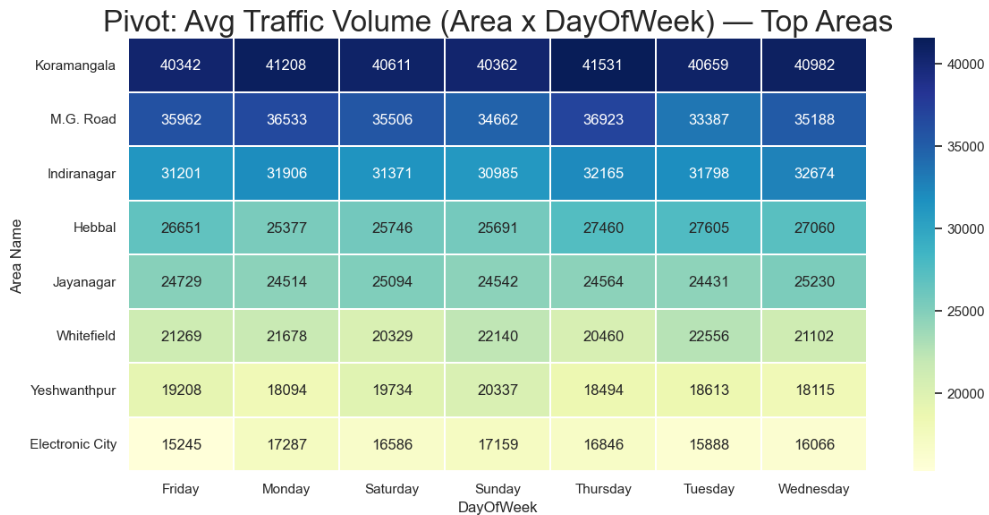 Pivot: Avg Traffic Volume (Area x DayOfWeek) — Top Areas
Koramangala 40342 41208 40611 40362 41531 40659 40982
M.G. Road 35962 36533 35506 34662 36923 33387 35188
Indiranagar 31201 31906 31371 30985 32165 31798 32674
Hebbal 26651 25377 25746 25691 27460 27605 27060
Jayanagar 24729 24514 25094 24542 24564 24431 25230
Whitefield 21269 21678 20329 22140 20460 22556 21102
Yeshwanthpur 19208 18094 19734 20337 18494 18613 18115
Electronic City 15245 17287 16586 17159 16846 15888 16066
Friday Monday Saturday Sunday Thursday Tuesday Wednesday
DayOfWeek
Area Name
40000
35000
30000
25000
20000